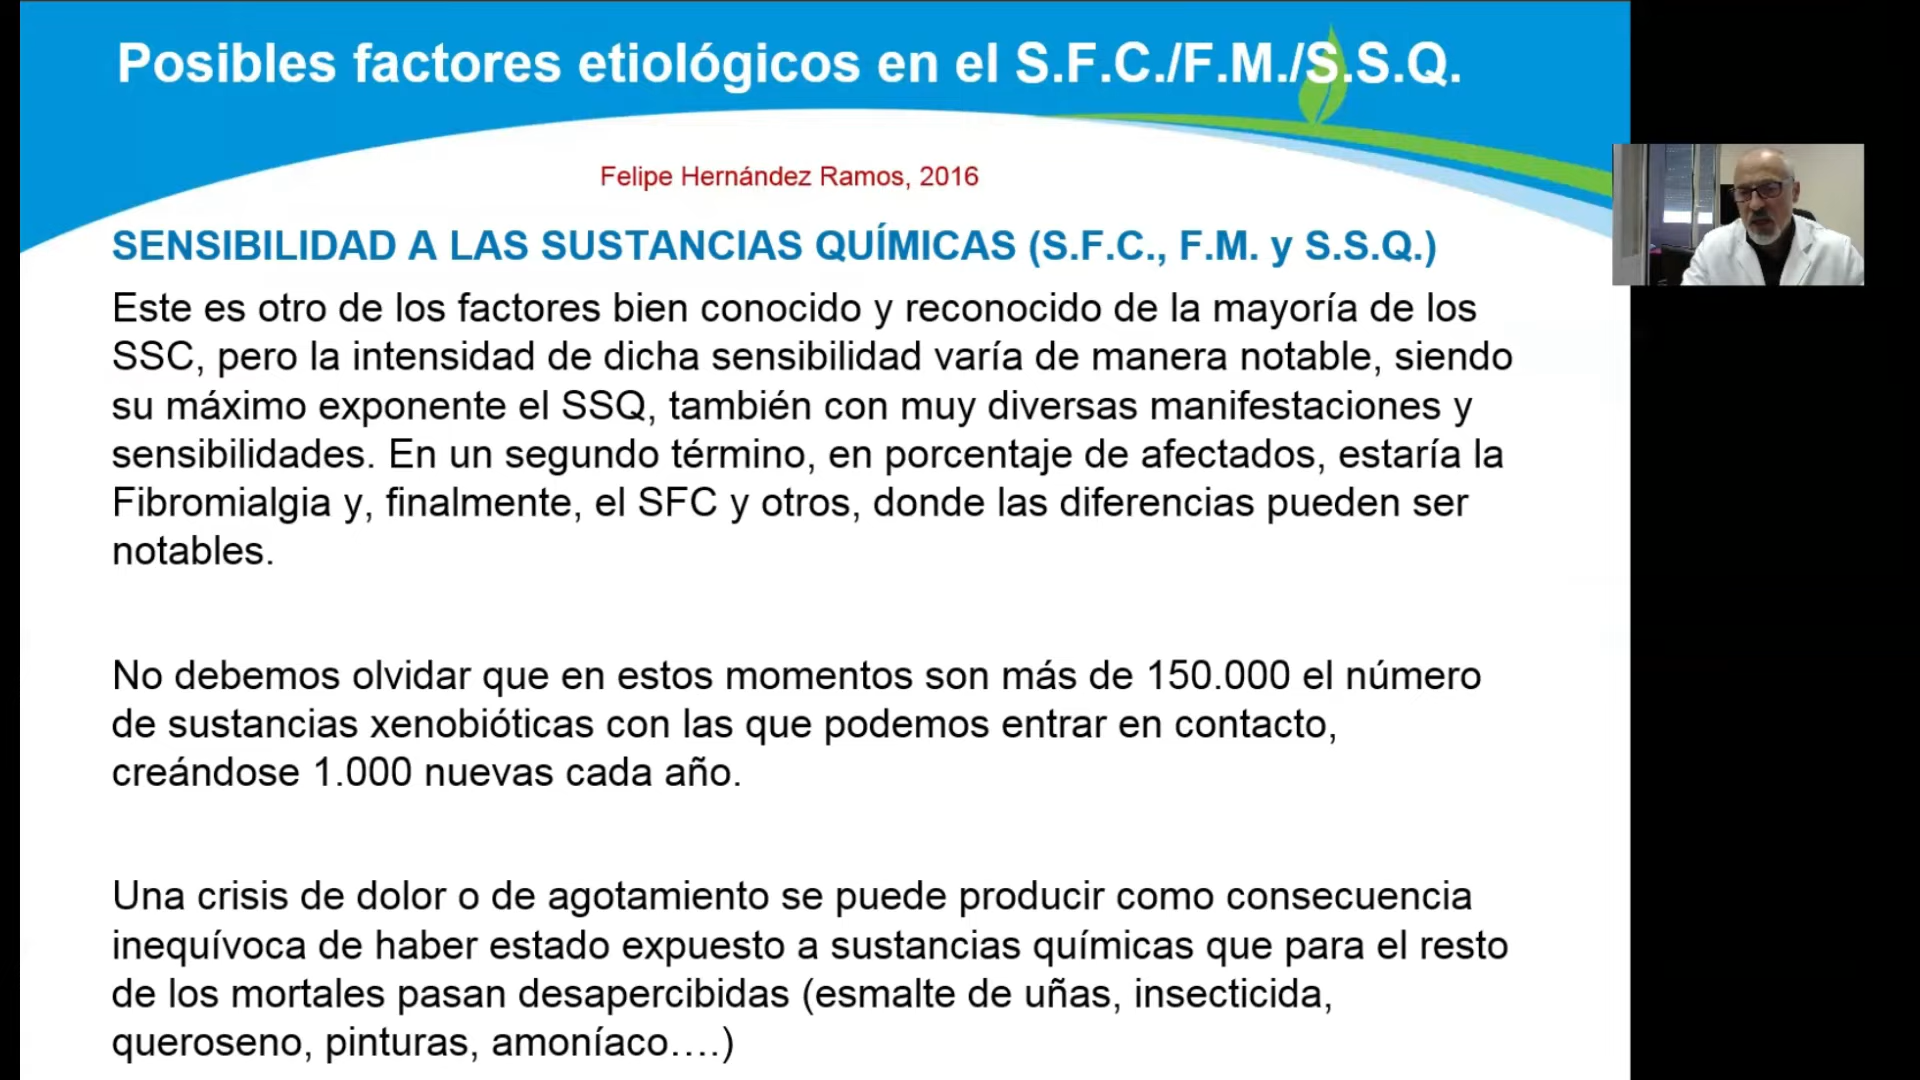 Posibles factores etiológicos en el S.F.C./F.M./S.S.Q.
Felipe Hernández Ramos, 2016
SENSIBILIDAD A LAS SUSTANCIAS QUÍMICAS (S.F.C., F.M. y S.S.Q.)
Este es otro de los factores bien conocido y reconocido de la mayoría de los
SSC, pero la intensidad de dicha sensibilidad varía de manera notable, siendo
su máximo exponente el SSQ, también con muy diversas manifestaciones y
sensibilidades. En un segundo término, en porcentaje de afectados, estaría la
Fibromialgia y, finalmente, el SFC y otros, donde las diferencias pueden ser
notables.
No debemos olvidar que en estos momentos son más de 150.000 el número
de sustancias xenobióticas con las que podemos entrar en contacto,
creándose 1.000 nuevas cada año.
Una crisis de dolor o de agotamiento se puede producir como consecuencia
inequívoca de haber estado expuesto a sustancias químicas que para el resto
de los mortales pasan desapercibidas (esmalte de uñas, insecticida,
queroseno, pinturas, amoníaco….)